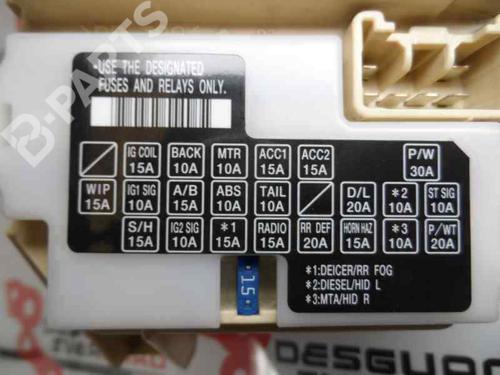 B-PARTS
USE THE DESIGNATED
FUSES AND RELAYS ONLY.
IG COIL 15A BACK 10A MTR 10A ACC1 15A ACC2 15A P/W 30A
WIP 15A IG1 SIG 10A A/B 15A ABS 10A TAIL 10A D/L 20A *2 10A ST SIG 10A
S/H 15A IG2 SIG 10A *1 15A RADIO 15A RR DEF 20A HORN HAZ 15A *3 10A P/WT 20A
*1:DEICER/RR FOG
*2:DIESEL/HID L
*3:MTA/HID R
15
DESGUAC